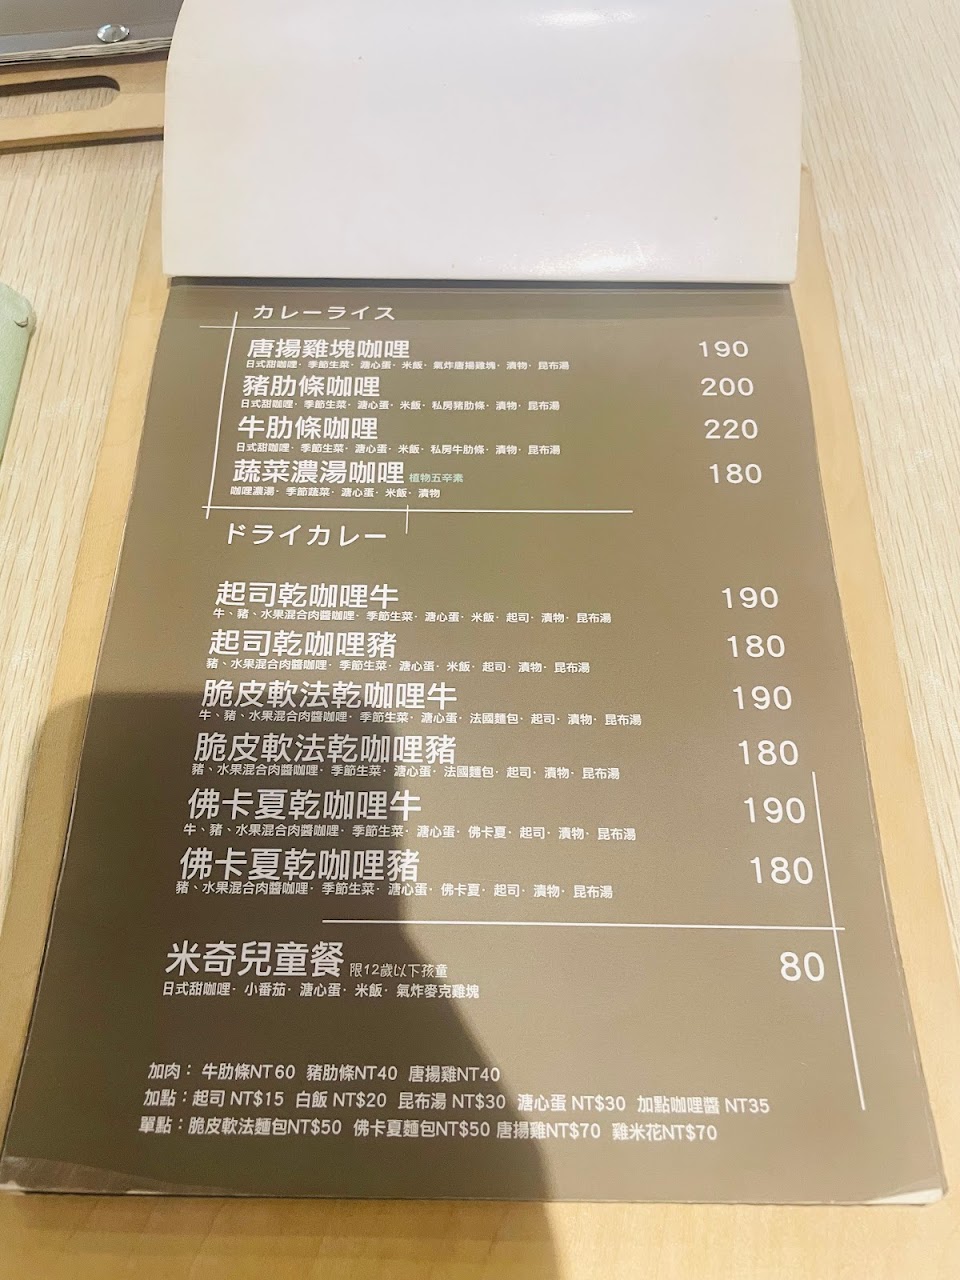 カレーライス
唐揚雞塊咖哩 190
日式甜咖哩・季節生菜・溏心蛋・米飯・氣炸唐揚雞塊・漬物・昆布湯
豬肋條咖哩 200
日式甜咖哩・季節生菜・溏心蛋・米飯・私房豬肋條・漬物・昆布湯
牛肋條咖哩 220
日式甜咖哩・季節生菜・溏心蛋・米飯・私房牛肋條・漬物・昆布湯
蔬菜濃湯咖哩 植物五辛素 180
咖哩濃湯・季節蔬菜・溏心蛋・米飯・漬物
ドライカレー
起司乾咖哩牛 190
牛、豬、水果混合肉醬咖哩・季節生菜・溏心蛋・米飯・起司・漬物・昆布湯
起司乾咖哩豬 180
豬、水果混合肉醬咖哩・季節生菜・溏心蛋・米飯・起司・漬物・昆布湯
脆皮軟法乾咖哩牛 190
牛、豬、水果混合肉醬咖哩・季節生菜・溏心蛋・法國麵包・起司・漬物・昆布湯
脆皮軟法乾咖哩豬 180
豬、水果混合肉醬咖哩・季節生菜・溏心蛋・法國麵包・起司・漬物・昆布湯
佛卡夏乾咖哩牛 190
牛、豬、水果混合肉醬咖哩・季節生菜・溏心蛋・佛卡夏・起司・漬物・昆布湯
佛卡夏乾咖哩豬 180
豬、水果混合肉醬咖哩・季節生菜・溏心蛋・佛卡夏・起司・漬物・昆布湯
米奇兒童餐 限12歲以下孩童 80
日式甜咖哩・小番茄・溏心蛋・米飯・氣炸麥克雞塊
加肉：牛肋條NT60 豬肋條NT40 唐揚雞NT40
加點：起司 NT$15 白飯 NT$20 昆布湯 NT$30 溏心蛋 NT$30 加點咖哩醬 NT35
單點：脆皮軟法麵包NT$50 佛卡夏麵包NT$50 唐揚雞NT$70 雞米花NT$70